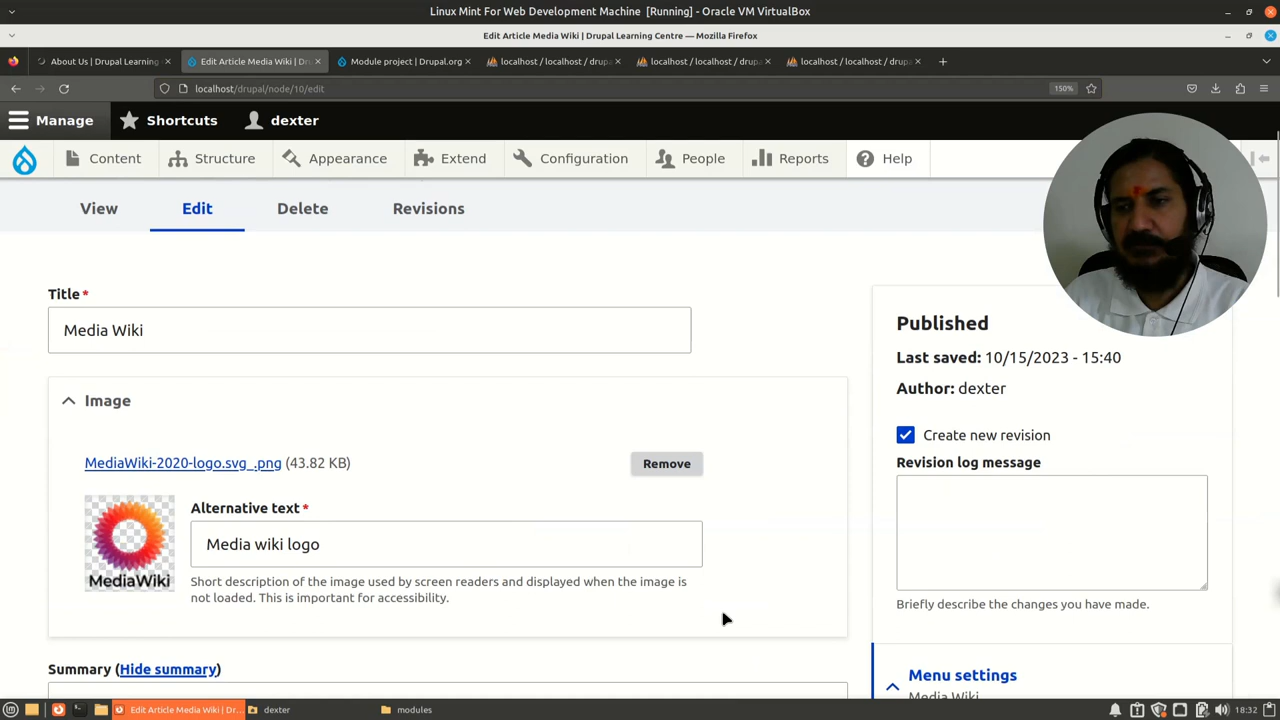 Linux Mint For Web Development Machine [Running] - Oracle VM VirtualBox
Edit Article Media Wiki | Drupal Learning Centre — Mozilla Firefox
About Us | Drupal Learning
Edit Article Media Wiki | Dr
Module project | Drupal.org
localhost / localhost / drupa
localhost / localhost / drupa
localhost / localhost / drupa
localhost/drupal/node/10/edit
150%
Manage
Shortcuts
dexter
Content
Structure
Appearance
Extend
Configuration
People
Reports
Help
View
Edit
Delete
Revisions
Title*
Media Wiki
Image
MediaWiki-2020-logo.svg_.png (43.82 KB)
Remove
MediaWiki
Alternative text *
Media wiki logo
Short description of the image used by screen readers and displayed when the image is
not loaded. This is important for accessibility.
Summary (Hide summary)
Published
Last saved: 10/15/2023 - 15:40
Author: dexter
Create new revision
Revision log message
Briefly describe the changes you have made.
Menu settings
Media Wiki
Edit Article Media Wiki | Dr...
dexter
modules
18:32